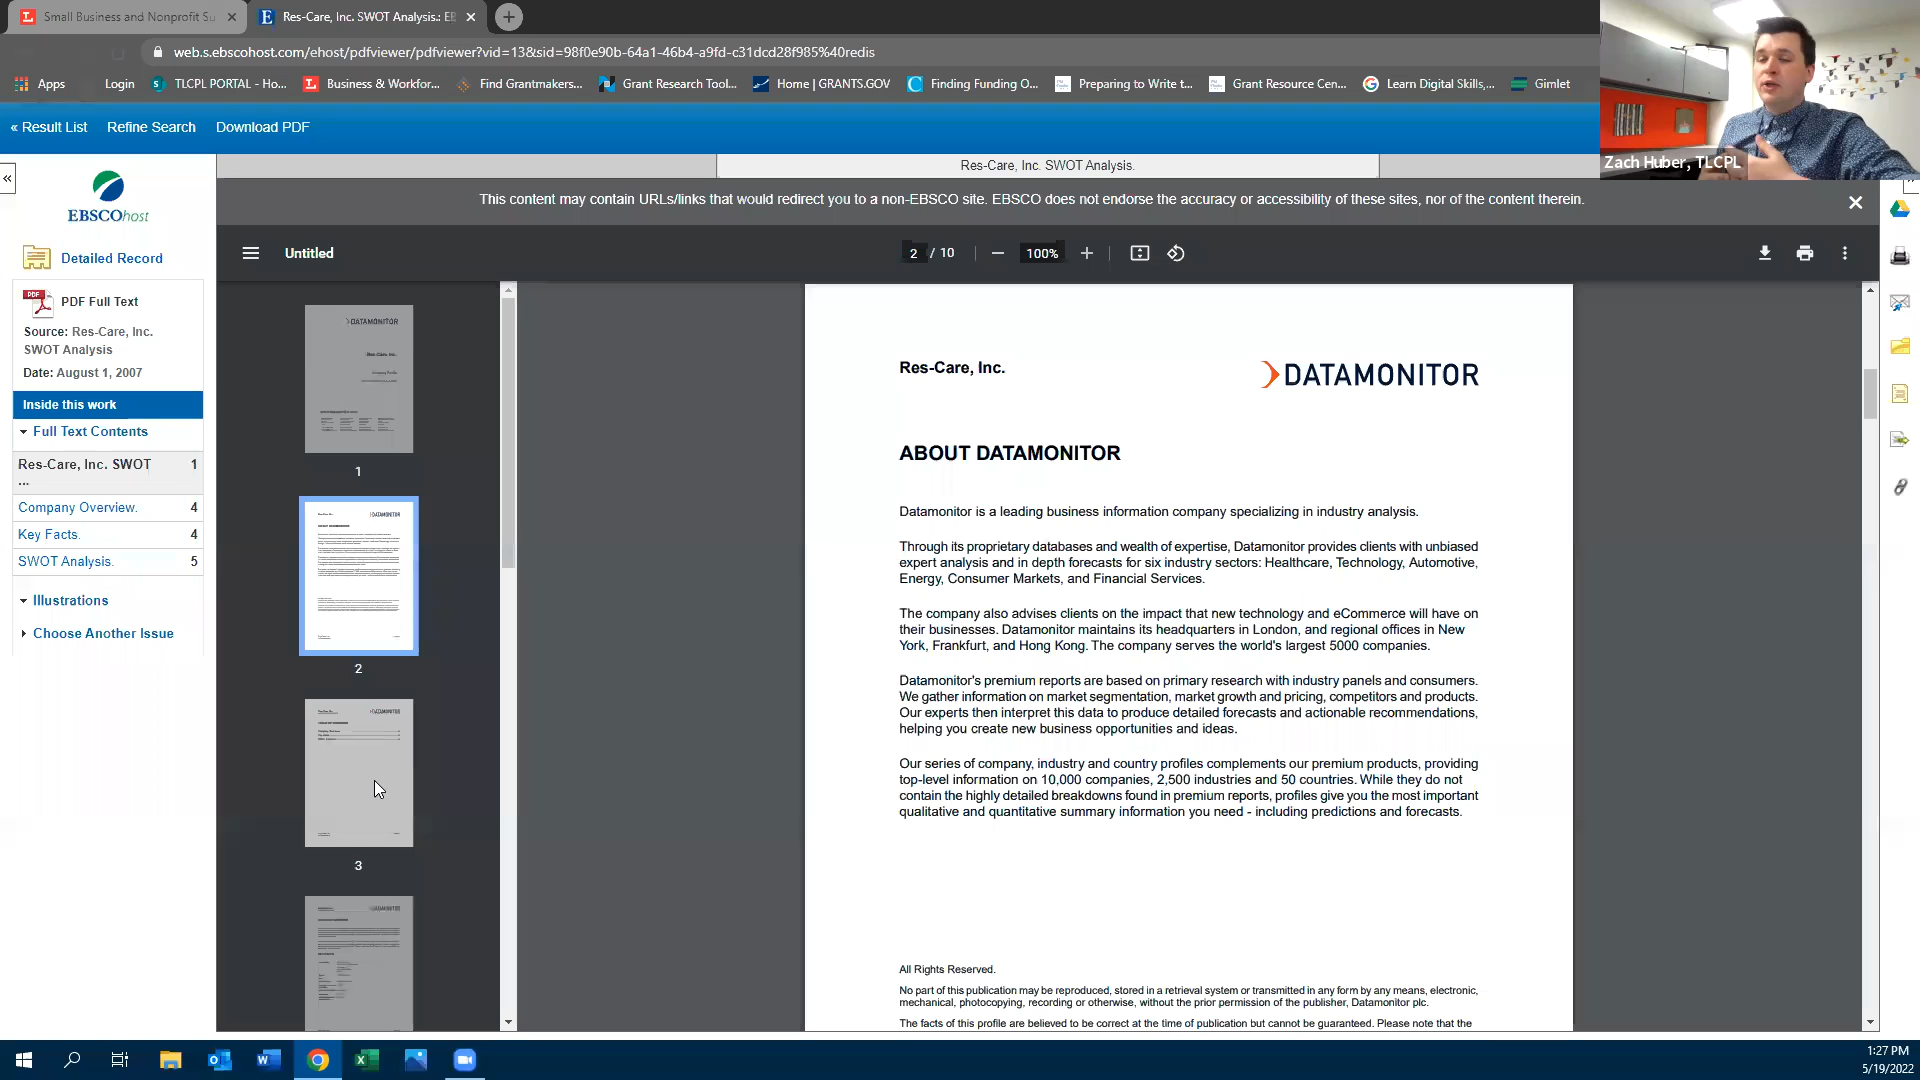 Small Business and Nonprofit Su
Res-Care, Inc. SWOT Analysis.: EB
web.s.ebscohost.com/ehost/pdfviewer/pdfviewer?vid=13&sid=98f0e90b-64a1-46b4-a9fd-c31dcd28f985%40redis
Apps
Login
TLCPL PORTAL - Ho...
Business & Workfor...
Find Grantmakers...
Grant Research Tool...
Home | GRANTS.GOV
Finding Funding O...
Preparing to Write t...
Grant Resource Cen...
Learn Digital Skills,...
Gimlet
« Result List
Refine Search
Download PDF
Zach Huber, TLCPL
Res-Care, Inc. SWOT Analysis.
This content may contain URLs/links that would redirect you to a non-EBSCO site. EBSCO does not endorse the accuracy or accessibility of these sites, nor of the content therein.
EBSCOhost
Detailed Record
PDF Full Text
Source: Res-Care, Inc.
SWOT Analysis
Date: August 1, 2007
Inside this work
Full Text Contents
Res-Care, Inc. SWOT 1
...
Company Overview. 4
Key Facts. 4
SWOT Analysis. 5
Illustrations
Choose Another Issue
Untitled
2 / 10
100%
DATAMONITOR
Res-Care, Inc.
1
2
3
Res-Care, Inc.
DATAMONITOR
ABOUT DATAMONITOR
Datamonitor is a leading business information company specializing in industry analysis.
Through its proprietary databases and wealth of expertise, Datamonitor provides clients with unbiased
expert analysis and in depth forecasts for six industry sectors: Healthcare, Technology, Automotive,
Energy, Consumer Markets, and Financial Services.
The company also advises clients on the impact that new technology and eCommerce will have on
their businesses. Datamonitor maintains its headquarters in London, and regional offices in New
York, Frankfurt, and Hong Kong. The company serves the world's largest 5000 companies.
Datamonitor's premium reports are based on primary research with industry panels and consumers.
We gather information on market segmentation, market growth and pricing, competitors and products.
Our experts then interpret this data to produce detailed forecasts and actionable recommendations,
helping you create new business opportunities and ideas.
Our series of company, industry and country profiles complements our premium products, providing
top-level information on 10,000 companies, 2,500 industries and 50 countries. While they do not
contain the highly detailed breakdowns found in premium reports, profiles give you the most important
qualitative and quantitative summary information you need - including predictions and forecasts.
All Rights Reserved.
No part of this publication may be reproduced, stored in a retrieval system or transmitted in any form by any means, electronic,
mechanical, photocopying, recording or otherwise, without the prior permission of the publisher, Datamonitor plc.
The facts of this profile are believed to be correct at the time of publication but cannot be guaranteed. Please note that the
1:27 PM
5/19/2022